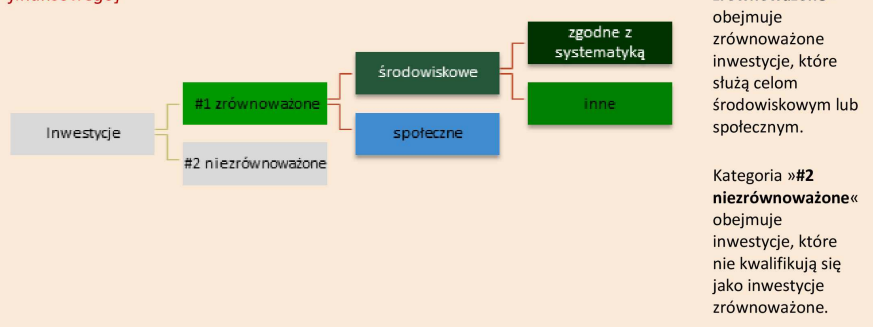 zgodne z
systematyką
środowiskowe
#1 zrównoważone
inne
Inwestycje
społeczne
#2 niezrównoważone
obejmuje
zrównoważone
inwestycje, które
służą celom
środowiskowym lub
społecznym.
Kategoria »#2
niezrównoważone«
obejmuje
inwestycje, które
nie kwalifikują się
jako inwestycje
zrównoważone.